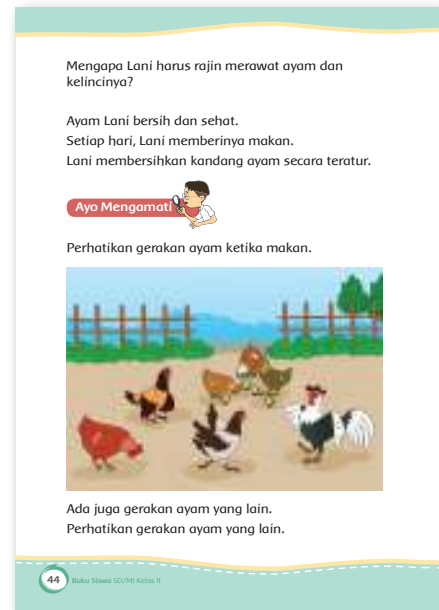 Mengapa Lani harus rajin merawat ayam dan
kelincinya?
Ayam Lani bersih dan sehat.
Setiap hari, Lani memberinya makan.
Lani membersihkan kandang ayam secara teratur.
Ayo Mengamati
Perhatikan gerakan ayam ketika makan.
Ada juga gerakan ayam yang lain.
Perhatikan gerakan ayam yang lain.
44 Buku Siswa SD/MI Kelas II